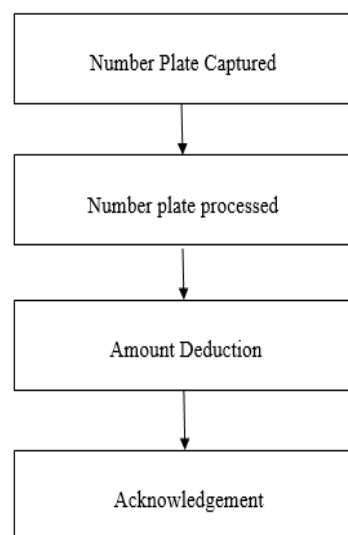 Number Plate Captured
Number plate processed
Amount Deduction
Acknowledgement